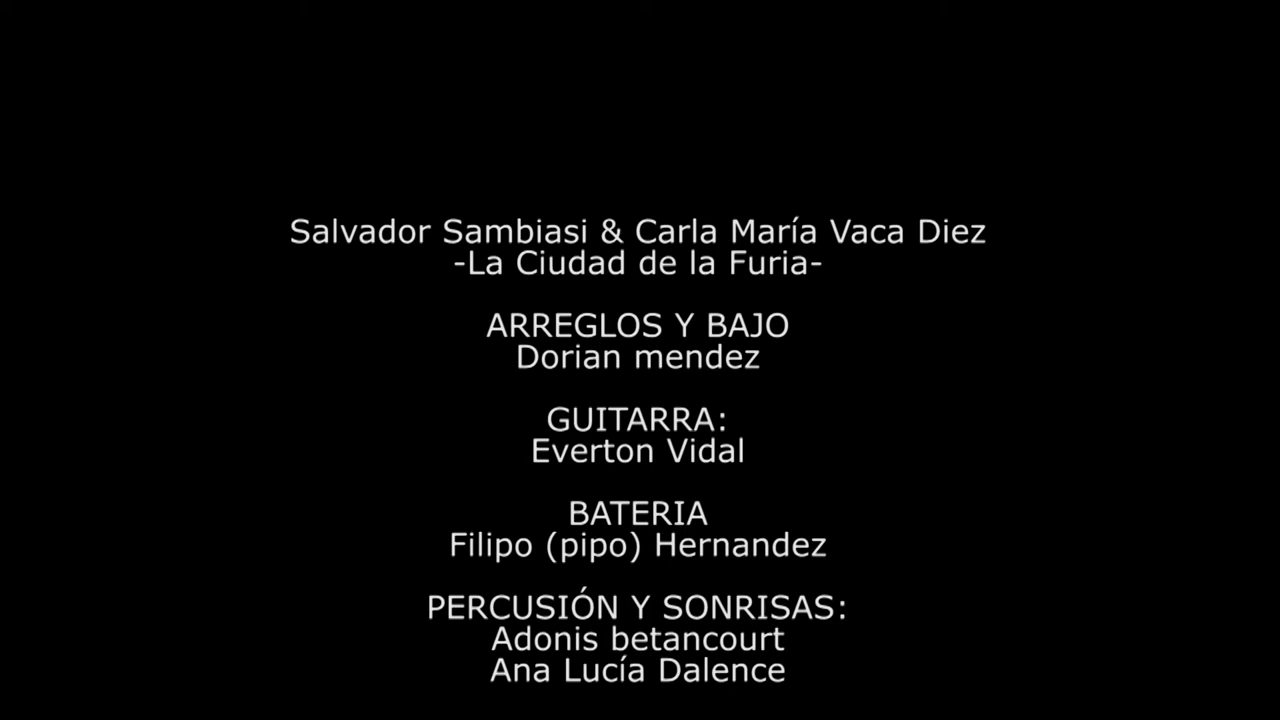 Salvador Sambiasi & Carla María Vaca Diez
-La Ciudad de la Furia-
ARREGLOS Y BAJO
Dorian mendez
GUITARRA:
Everton Vidal
BATERIA
Filipo (pipo) Hernandez
PERCUSIÓN Y SONRISAS:
Adonis betancourt
Ana Lucía Dalence